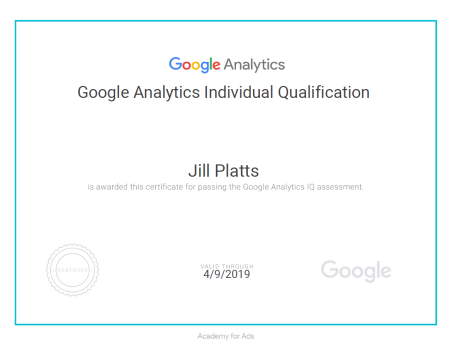 Google Analytics
Google Analytics Individual Qualification
Jill Platts
is awarded this certificate for passing the Google Analytics IQ assessment.
CERTIFIED
VALID THROUGH
4/9/2019
Google
Academy for Ads